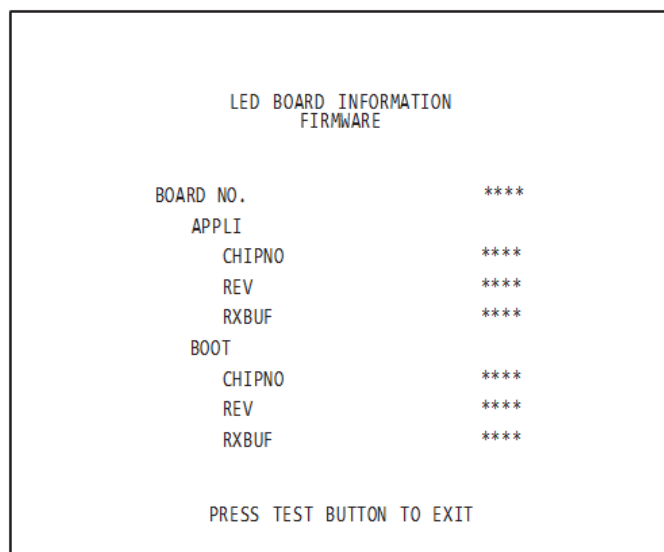 LED BOARD INFORMATION
FIRMWARE
BOARD NO. ****
APPLI
CHIPNO ****
REV ****
RXBUF ****
BOOT
CHIPNO ****
REV ****
RXBUF ****
PRESS TEST BUTTON TO EXIT